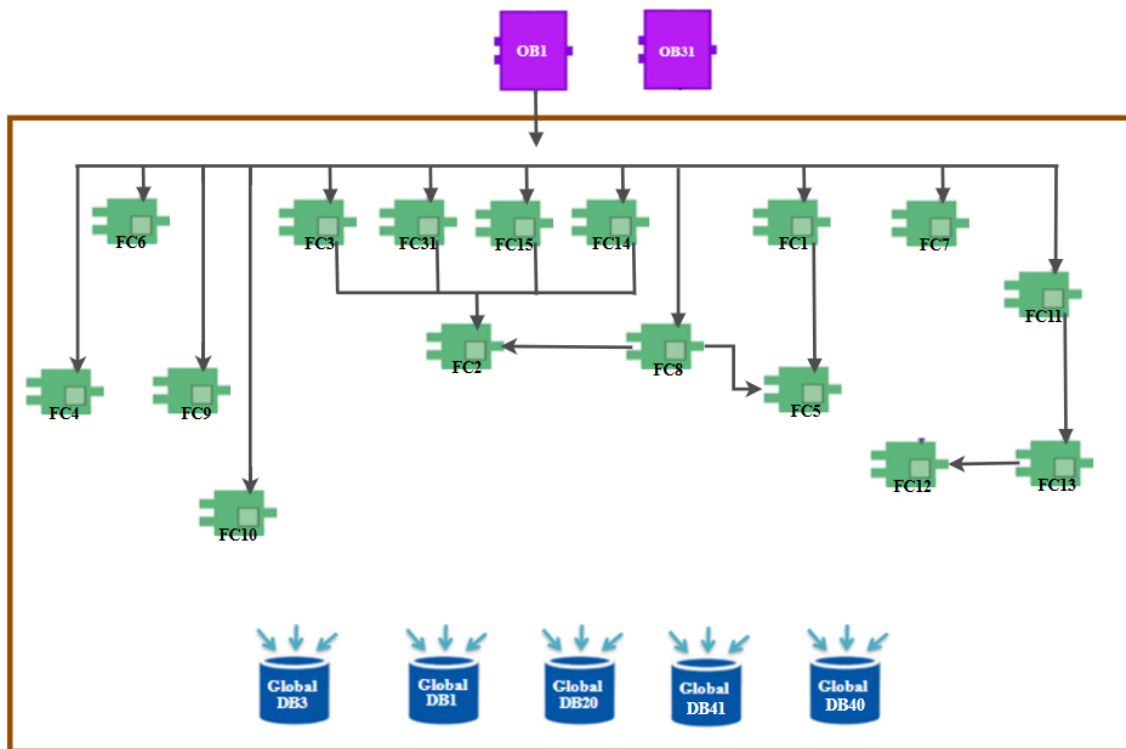 OB1
OB31
FC6
FC3
FC31
FC15
FC14
FC1
FC7
FC11
FC2
FC8
FC4
FC9
FC5
FC12
FC13
FC10
Global
DB3
Global
DB1
Global
DB20
Global
DB41
Global
DB40